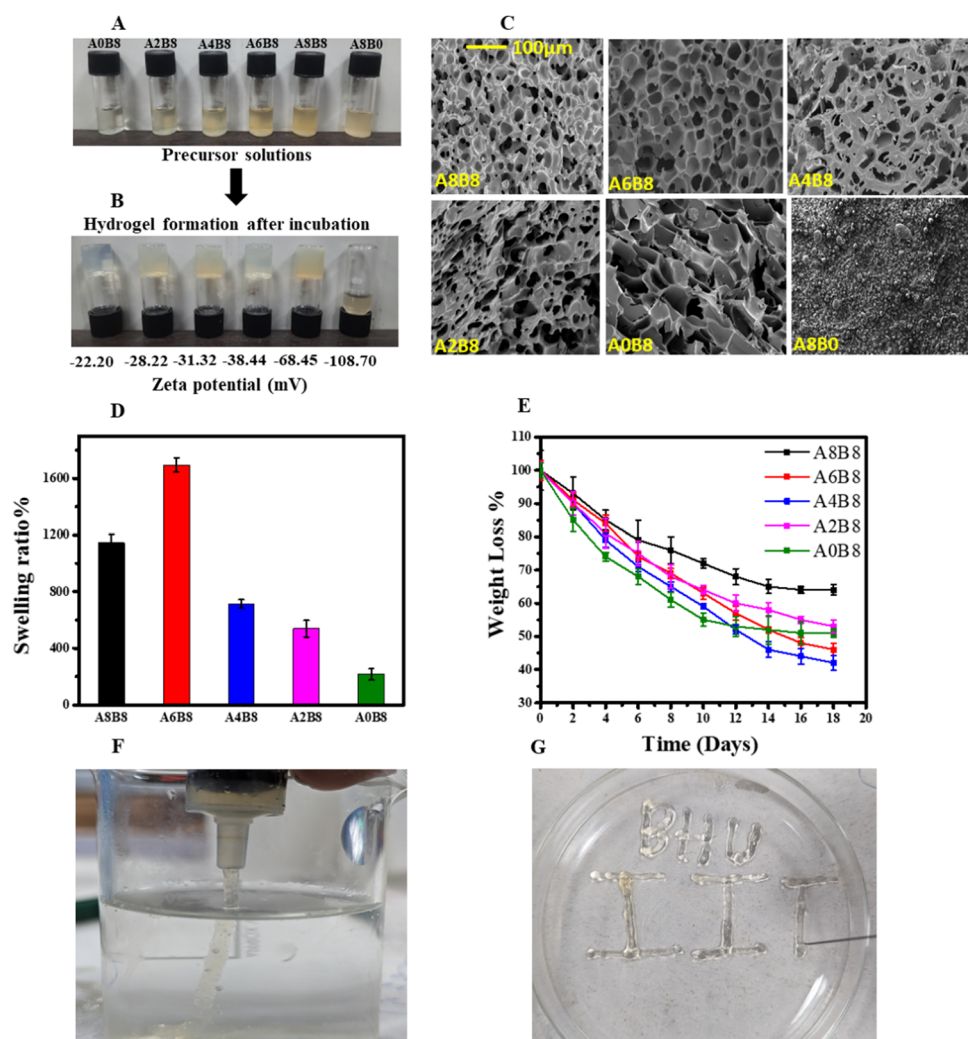 A
A0B8 A2B8 A4B8 A6B8 A8B8 A8B0
Precursor solutions
B
Hydrogel formation after incubation
-22.20 -28.22 -31.32 -38.44 -68.45 -108.70
Zeta potential (mV)
C
100µm
A8B8 A6B8 A4B8
A2B8 A0B8 A8B0
D
Swelling ratio%
1600
1200
800
400
0
A8B8 A6B8 A4B8 A2B8 A0B8
E
Weight Loss %
110
100
90
80
70
60
50
40
30
A8B8
A6B8
A4B8
A2B8
A0B8
0 2 4 6 8 10 12 14 16 18 20
Time (Days)
F
G
BHU
IIT